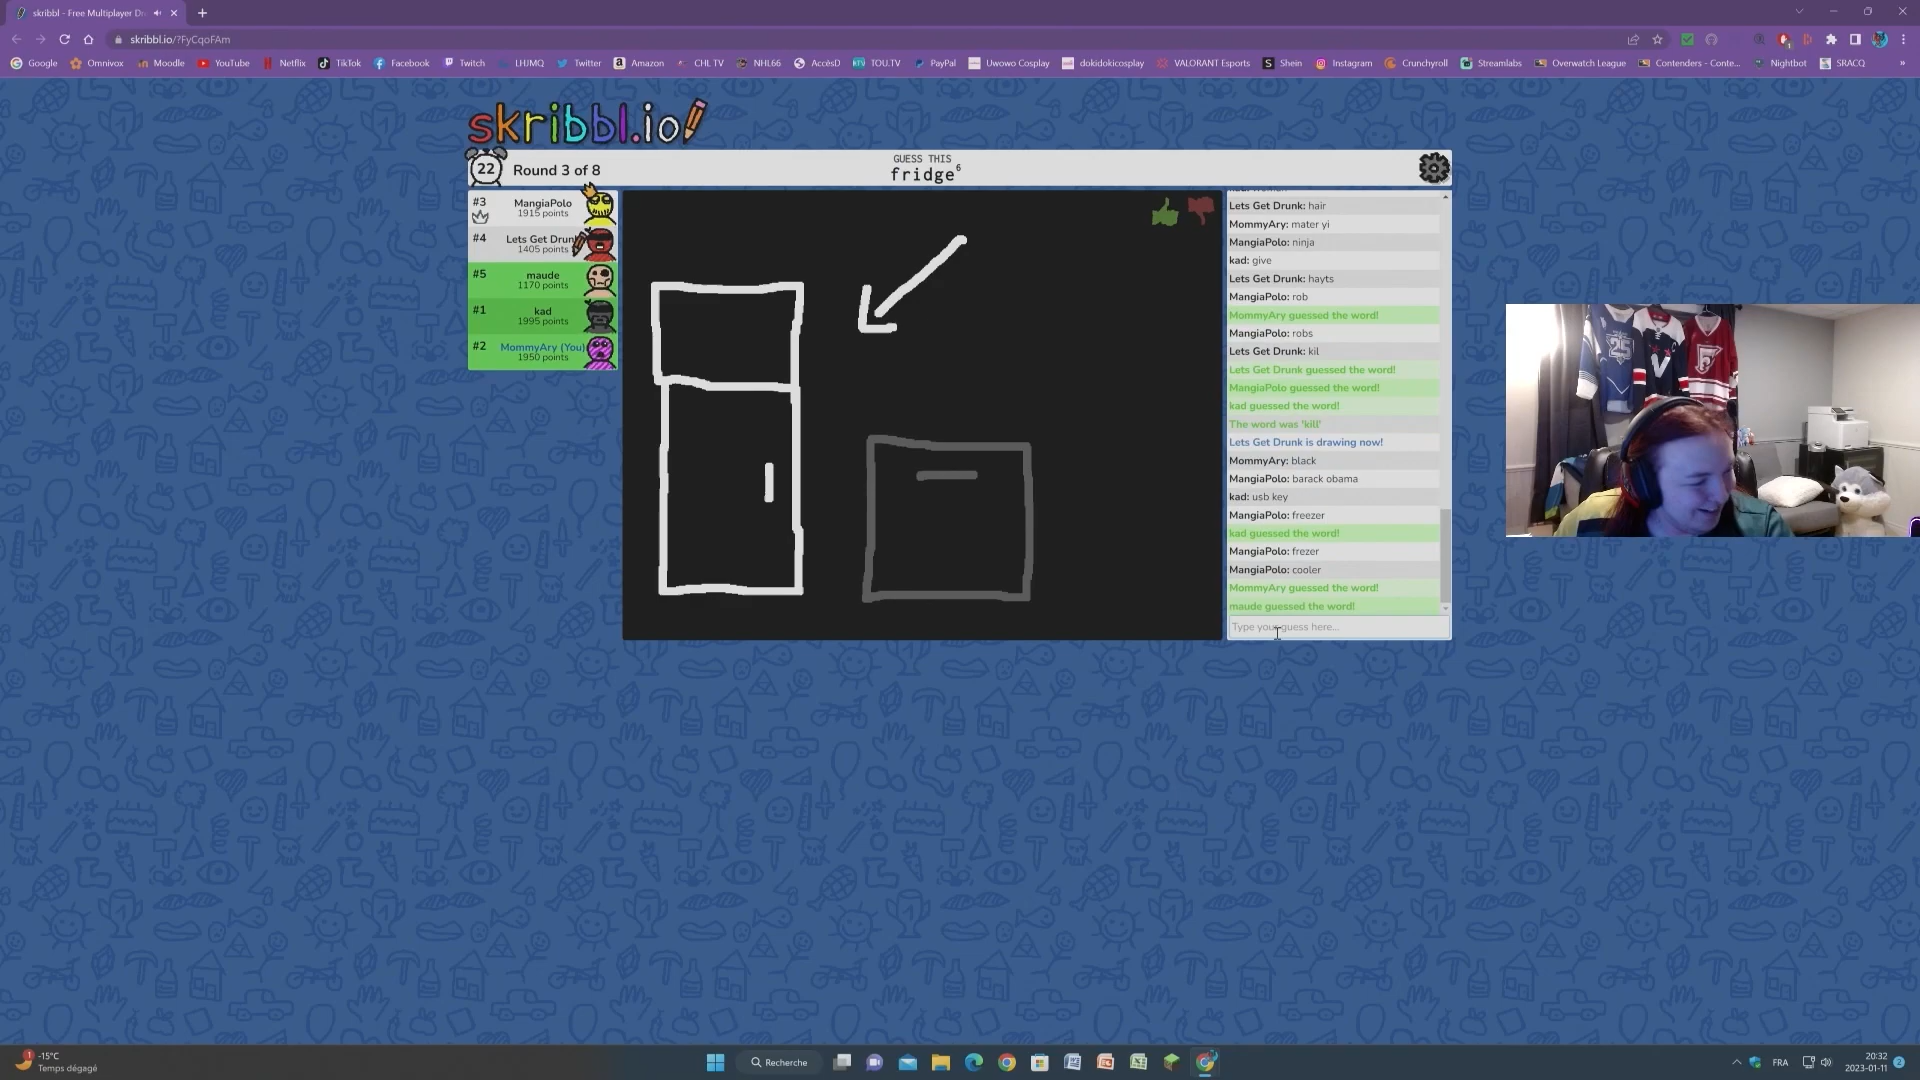 skribbl - Free Multiplayer Dr
skribbl.io/?FyCqoFAm
Google Omnivox Moodle YouTube Netflix TikTok Facebook Twitch LHJMQ Twitter Amazon CHL TV NHL66 AccèsD TOU.TV PayPal Uwowo Cosplay dokidokicosplay VALORANT Esports Shein Instagram Crunchyroll Streamlabs Overwatch League Contenders - Conte... Nightbot SRACQ »
skribbl.io
22 Round 3 of 8
GUESS THIS
fridge 6
#3 MangiaPolo
1915 points
#4 Lets Get Drun
1405 points
#5 maude
1170 points
#1 kad
1995 points
#2 MommyAry (You)
1950 points
Lets Get Drunk: hair
MommyAry: mater yi
MangiaPolo: ninja
kad: give
Lets Get Drunk: hayts
MangiaPolo: rob
MommyAry guessed the word!
MangiaPolo: robs
Lets Get Drunk: kil
Lets Get Drunk guessed the word!
MangiaPolo guessed the word!
kad guessed the word!
The word was 'kill'
Lets Get Drunk is drawing now!
MommyAry: black
MangiaPolo: barack obama
kad: usb key
MangiaPolo: freezer
kad guessed the word!
MangiaPolo: frezer
MangiaPolo: cooler
MommyAry guessed the word!
maude guessed the word!
Type your guess here...
25
1
-15°C
Temps dégagé
Recherche
FRA
20:32
2023-01-11
2